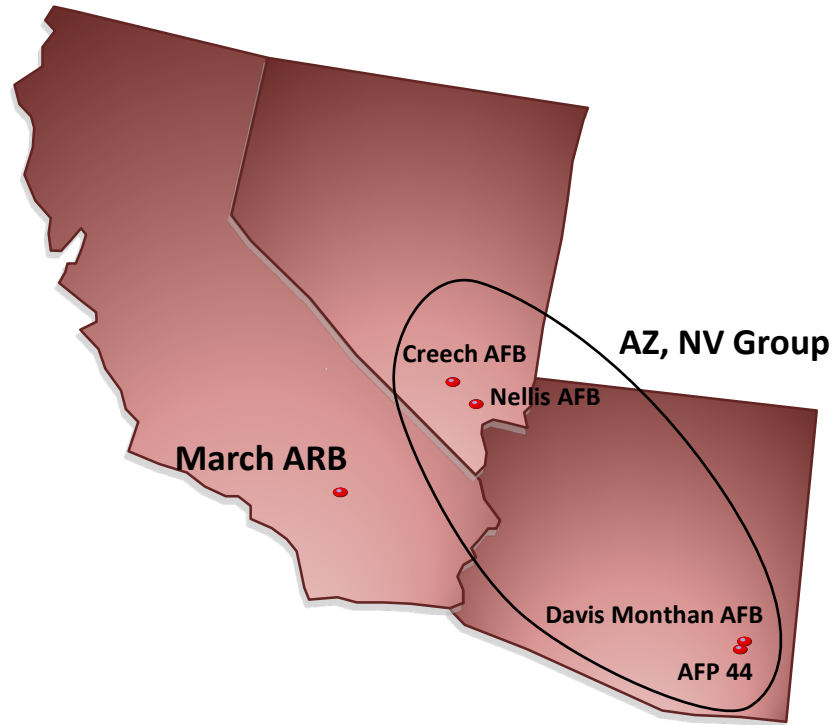 AZ, NV Group
Creech AFB
Nellis AFB
March ARB
Davis Monthan AFB
AFP 44